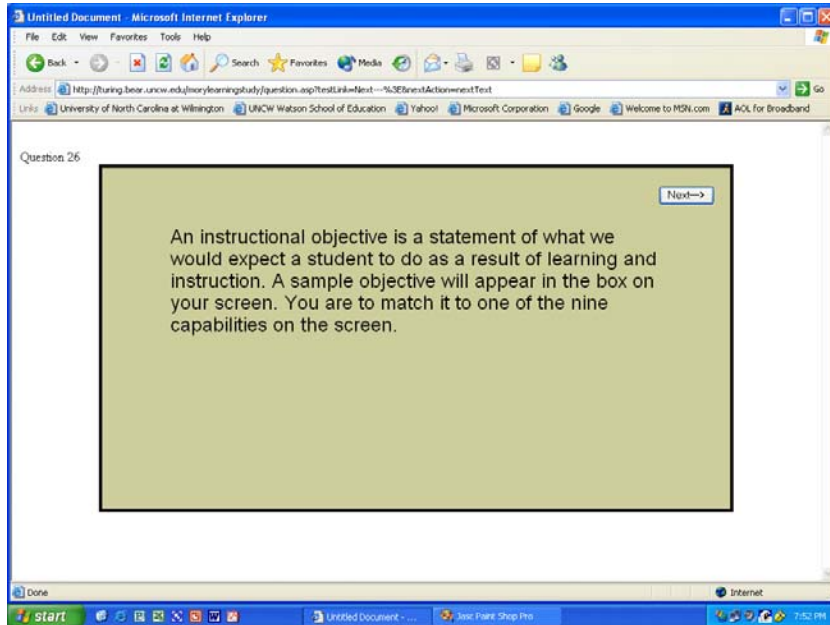 Untitled Document - Microsoft Internet Explorer
File Edit View Favorites Tools Help
Back Search Favorites Media
Address http://turing.bear.uncw.edu/morylearningstudy/question.asp?testLink=Next---%3E&nextAction=nextText Go
Links University of North Carolina at Wilmington UNCW Watson School of Education Yahoo! Microsoft Corporation Google Welcome to MSN.com AOL for Broadband
Question 26
Next-->
An instructional objective is a statement of what we
would expect a student to do as a result of learning and
instruction. A sample objective will appear in the box on
your screen. You are to match it to one of the nine
capabilities on the screen.
Done Internet
start Untitled Document - ... Jasc Paint Shop Pro 7:52 PM